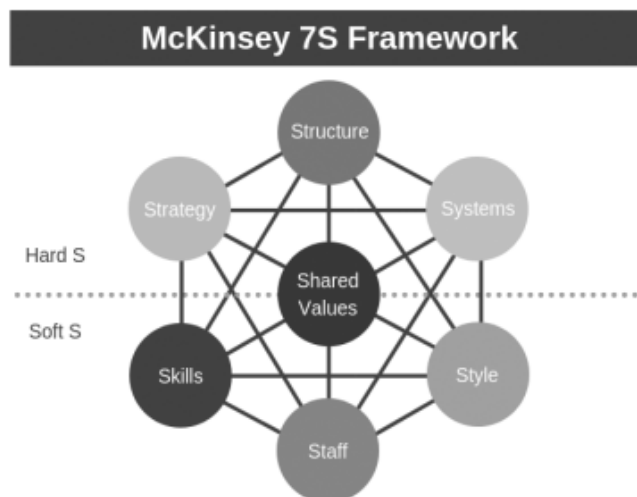 McKinsey 7S Framework
Structure
Strategy
Systems
Hard S
Shared
Values
Soft S
Skills
Style
Staff